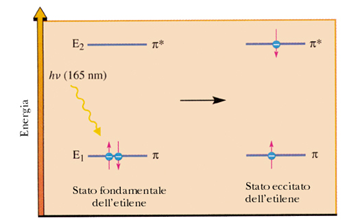 E₂ π* π*
hν (165 nm)
Energia
E₁ π π
Stato fondamentale
dell'etilene
Stato eccitato
dell'etilene